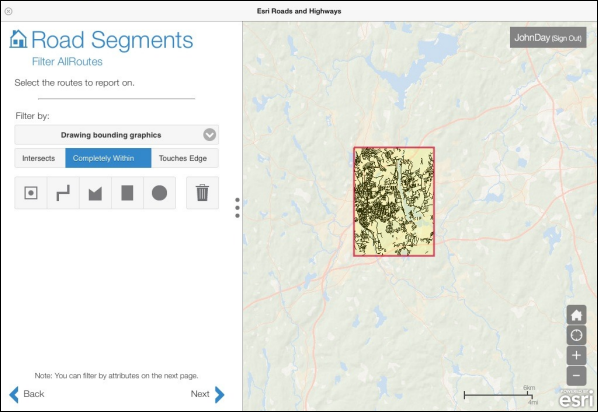 Esri Roads and Highways
Road Segments
Filter AllRoutes
Select the routes to report on.
Filter by:
Drawing bounding graphics
Intersects
Completely Within
Touches Edge
Note: You can filter by attributes on the next page.
Back
Next
JohnDay (Sign Out)
+
−
6km
4mi
POWERED BY
esri